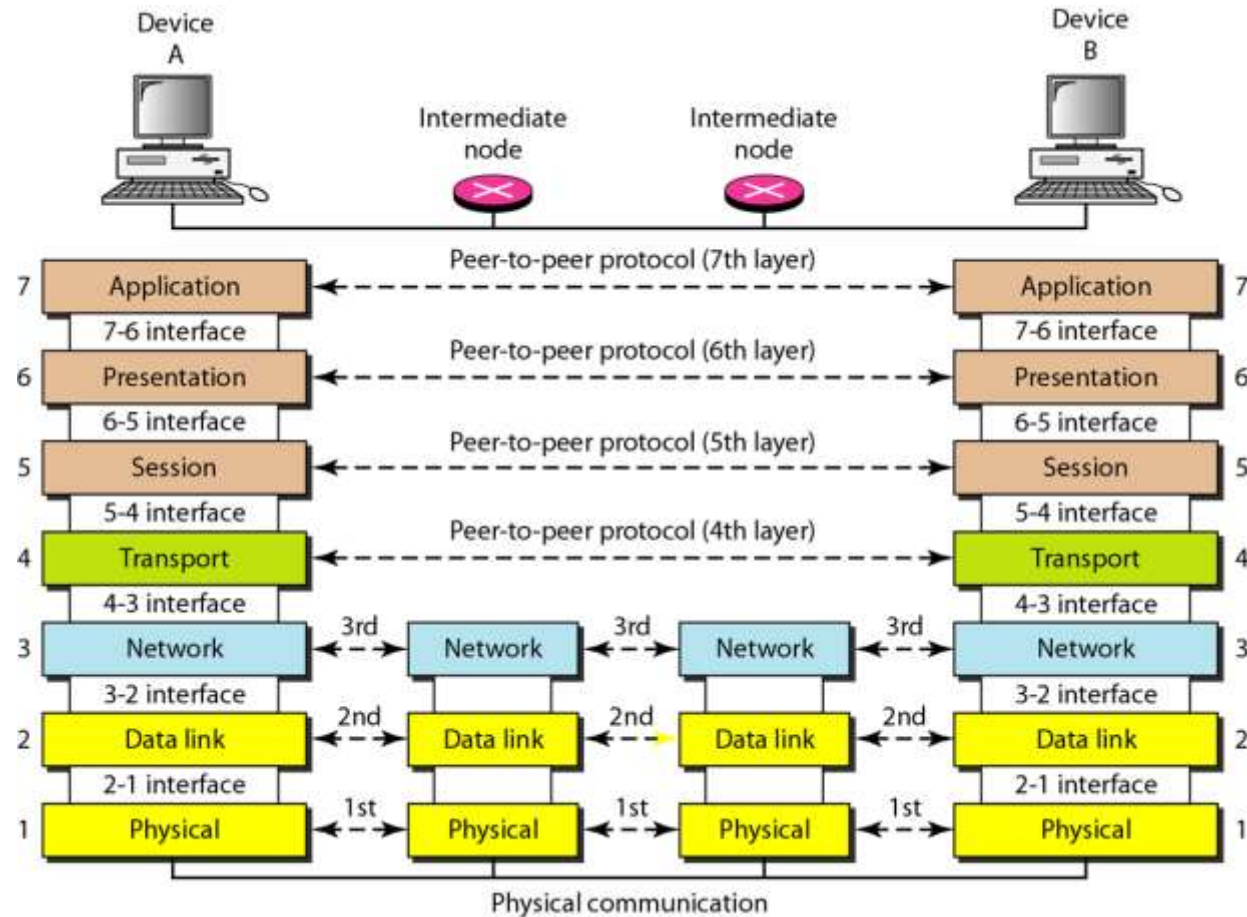 Device
A
Device
B
Intermediate
node
Intermediate
node
Peer-to-peer protocol (7th layer)
7 Application Application 7
7-6 interface 7-6 interface
Peer-to-peer protocol (6th layer)
6 Presentation Presentation 6
6-5 interface 6-5 interface
Peer-to-peer protocol (5th layer)
5 Session Session 5
5-4 interface 5-4 interface
Peer-to-peer protocol (4th layer)
4 Transport Transport 4
4-3 interface 4-3 interface
3rd 3rd 3rd
3 Network Network Network Network 3
3-2 interface 3-2 interface
2nd 2nd 2nd
2 Data link Data link Data link Data link 2
2-1 interface 2-1 interface
1st 1st 1st
1 Physical Physical Physical Physical 1
Physical communication